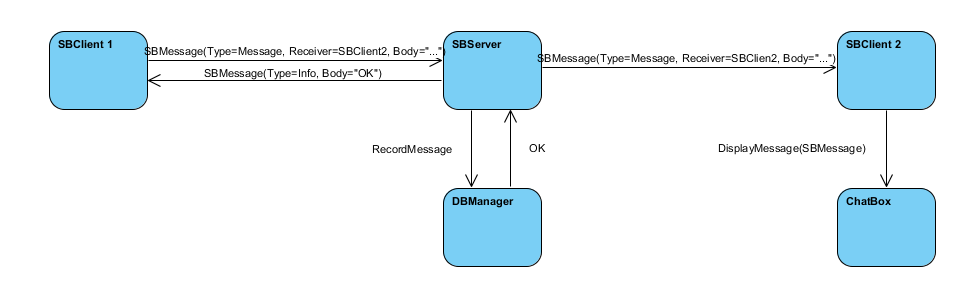 SBClient 1
SBMessage(Type=Message, Receiver=SBClient2, Body="...")
SBServer
SBMessage(Type=Message, Receiver=SBClien2, Body="...")
SBClient 2
SBMessage(Type=Info, Body="OK")
RecordMessage
OK
DisplayMessage(SBMessage)
DBManager
ChatBox